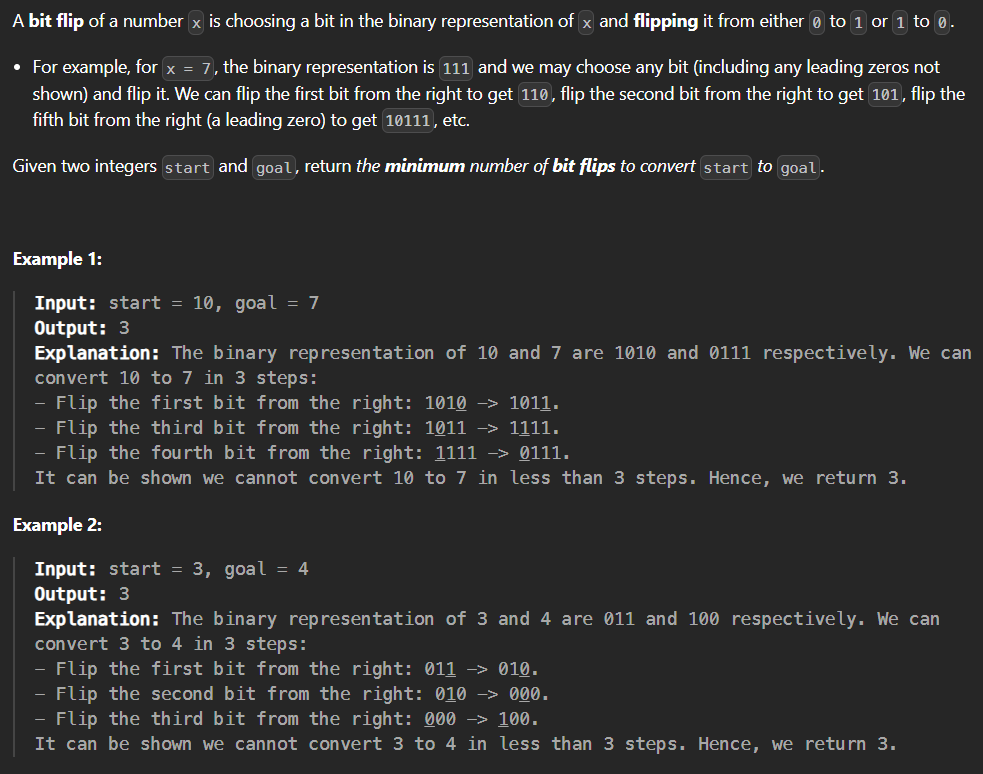 A bit flip of a number x is choosing a bit in the binary representation of x and flipping it from either 0 to 1 or 1 to 0.
• For example, for x = 7, the binary representation is 111 and we may choose any bit (including any leading zeros not
shown) and flip it. We can flip the first bit from the right to get 110, flip the second bit from the right to get 101, flip the
fifth bit from the right (a leading zero) to get 10111, etc.
Given two integers start and goal, return the minimum number of bit flips to convert start to goal.
Example 1:
Input: start = 10, goal = 7
Output: 3
Explanation: The binary representation of 10 and 7 are 1010 and 0111 respectively. We can
convert 10 to 7 in 3 steps:
- Flip the first bit from the right: 1010 -> 1011.
- Flip the third bit from the right: 1011 -> 1111.
- Flip the fourth bit from the right: 1111 -> 0111.
It can be shown we cannot convert 10 to 7 in less than 3 steps. Hence, we return 3.
Example 2:
Input: start = 3, goal = 4
Output: 3
Explanation: The binary representation of 3 and 4 are 011 and 100 respectively. We can
convert 3 to 4 in 3 steps:
- Flip the first bit from the right: 011 -> 010.
- Flip the second bit from the right: 010 -> 000.
- Flip the third bit from the right: 000 -> 100.
It can be shown we cannot convert 3 to 4 in less than 3 steps. Hence, we return 3.